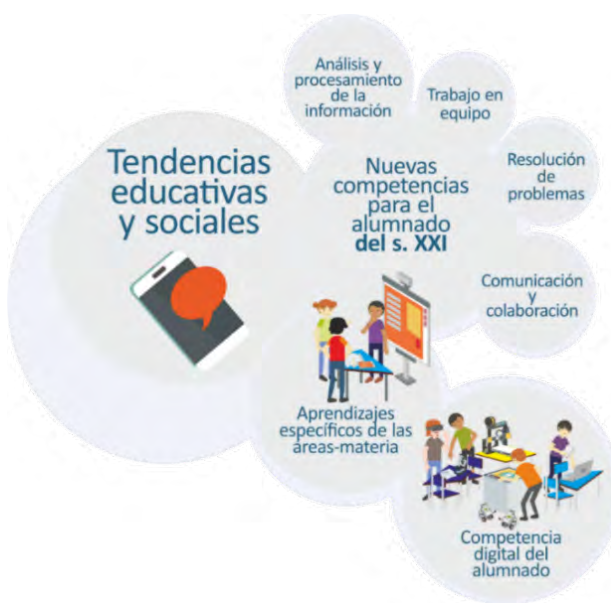 Análisis y
procesamiento
de la
información
Trabajo en
equipo
Tendencias
educativas
y sociales
Nuevas
competencias
para el
alumnado
del s. XXI
Resolución
de
problemas
Comunicación
y
colaboración
Aprendizajes
específicos de las
áreas-materia
Competencia
digital del
alumnado